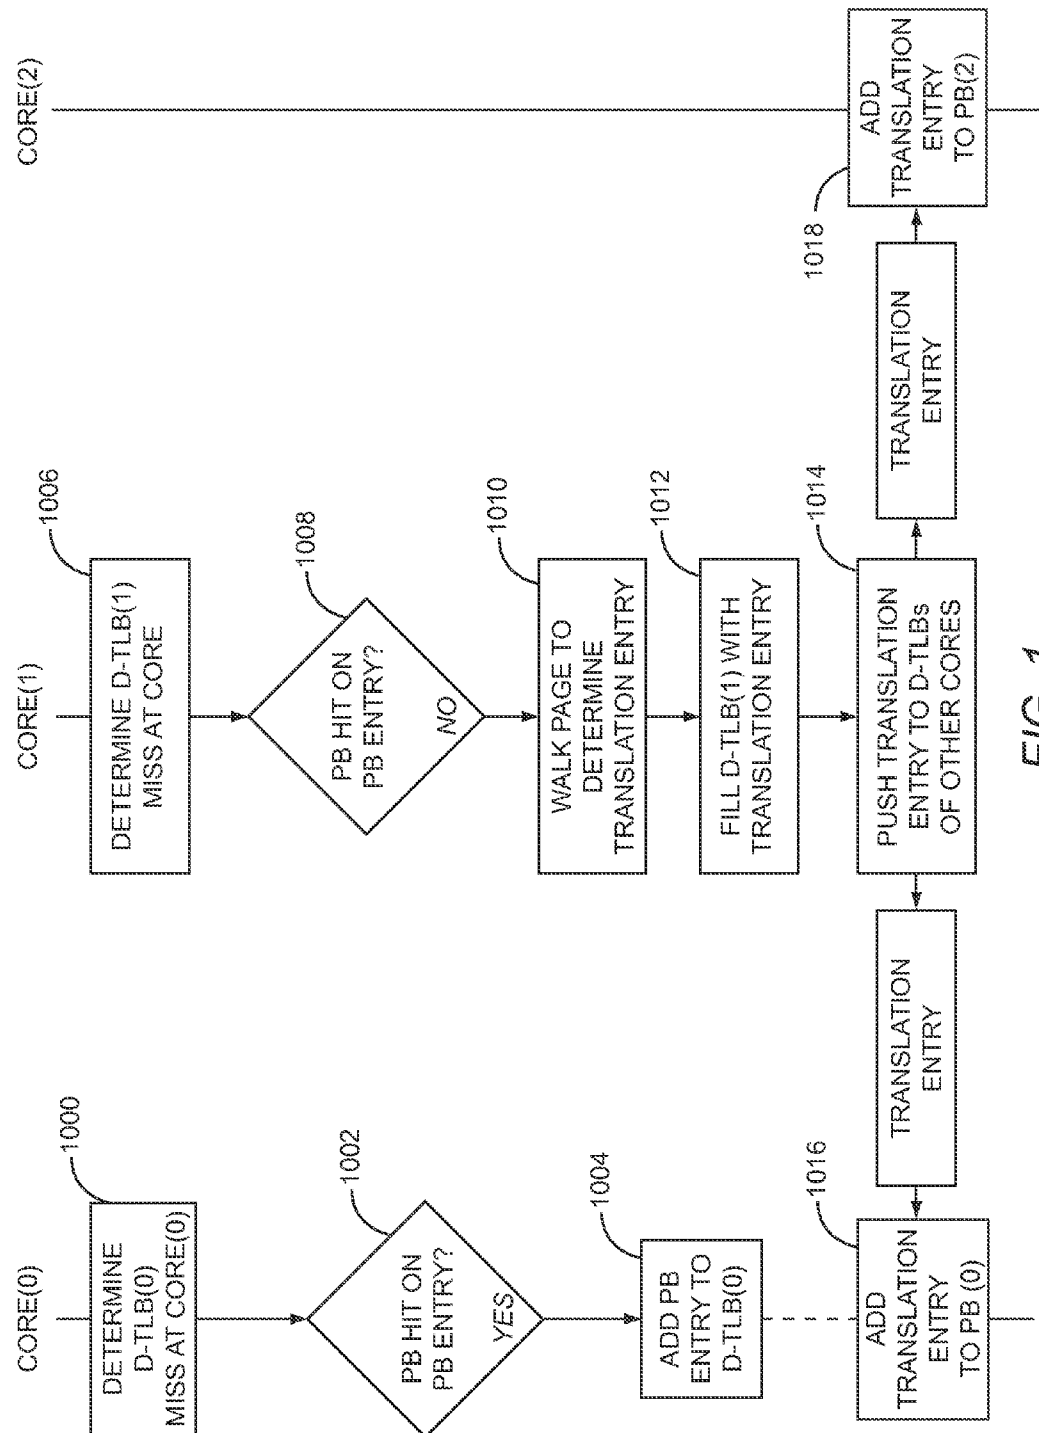 CORE(0)
1000
DETERMINE
D-TLB(0)
MISS AT CORE(0)
1002
PB HIT ON
PB ENTRY?
YES
1004
ADD PB
ENTRY TO
D-TLB(0)
1016
ADD
TRANSLATION
ENTRY
TO PB (0)
TRANSLATION
ENTRY
CORE(1)
1006
DETERMINE D-TLB(1)
MISS AT CORE
1008
PB HIT ON
PB ENTRY?
NO
1010
WALK PAGE TO
DETERMINE
TRANSLATION ENTRY
1012
FILL D-TLB(1) WITH
TRANSLATION ENTRY
1014
PUSH TRANSLATION
ENTRY TO D-TLBs
OF OTHER CORES
TRANSLATION
ENTRY
CORE(2)
1018
ADD
TRANSLATION
ENTRY
TO PB(2)
FIG. 1